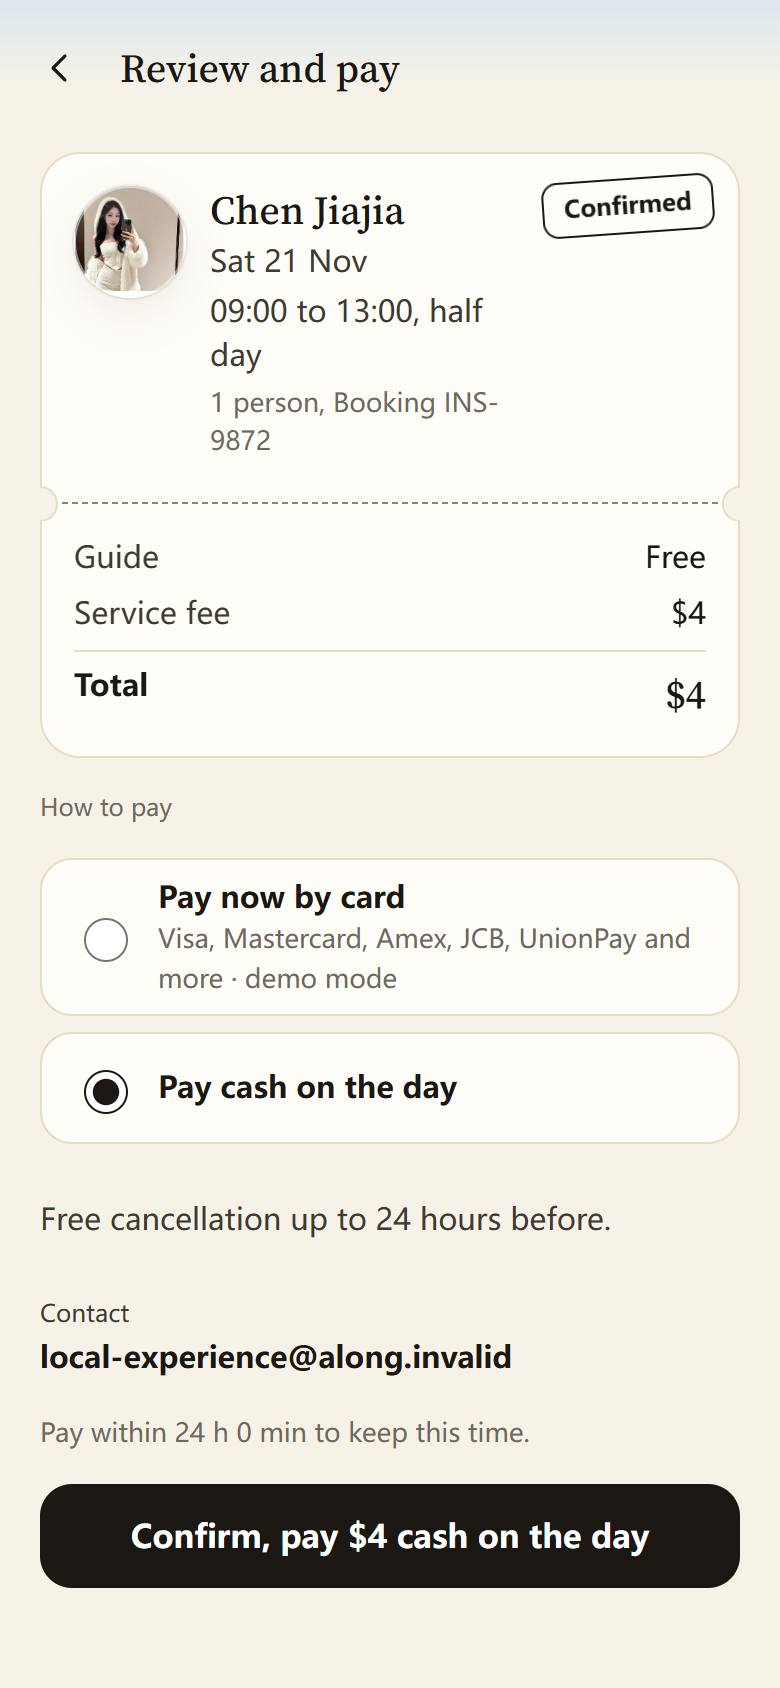 Review and pay
Chen Jiajia
Confirmed
Sat 21 Nov
09:00 to 13:00, half
day
1 person, Booking INS-
9872
Guide Free
Service fee $4
Total $4
How to pay
Pay now by card
Visa, Mastercard, Amex, JCB, UnionPay and
more · demo mode
Pay cash on the day
Free cancellation up to 24 hours before.
Contact
local-experience@along.invalid
Pay within 24 h 0 min to keep this time.
Confirm, pay $4 cash on the day